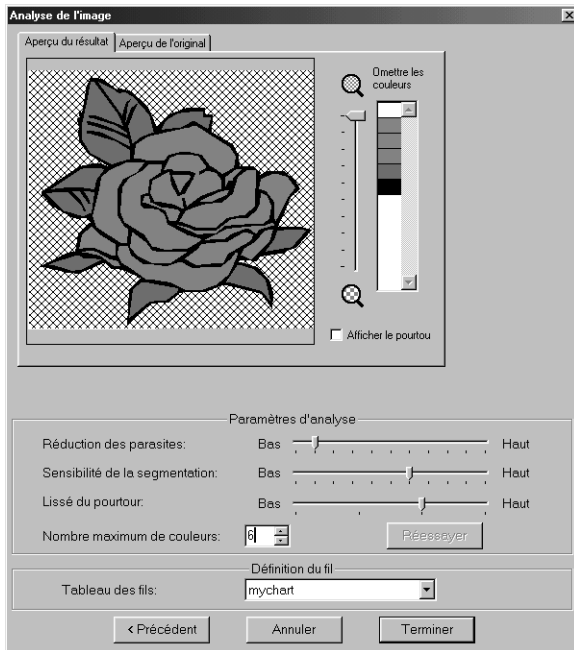 Analyse de l'image
Aperçu du résultat
Aperçu de l'original
Omettre les
couleurs
Afficher le pourtou
Paramètres d'analyse
Réduction des parasites:
Bas
Haut
Sensibilité de la segmentation:
Bas
Haut
Lissé du pourtour:
Bas
Haut
Nombre maximum de couleurs:
6
Réessayer
Définition du fil
Tableau des fils:
mychart
< Précédent
Annuler
Terminer